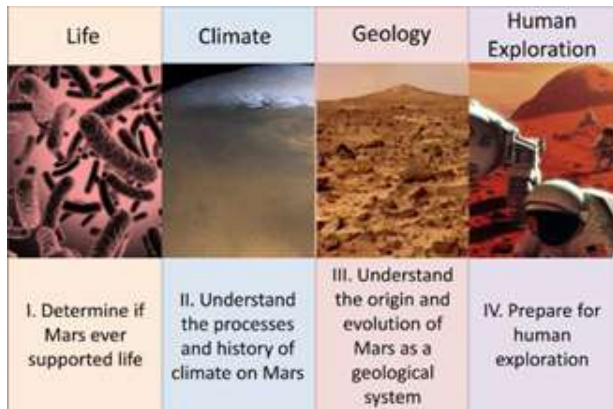 Life
Climate
Geology
Human
Exploration
I. Determine if
Mars ever
supported life
II. Understand
the processes
and history of
climate on Mars
III. Understand
the origin and
evolution of
Mars as a
geological
system
IV. Prepare for
human
exploration